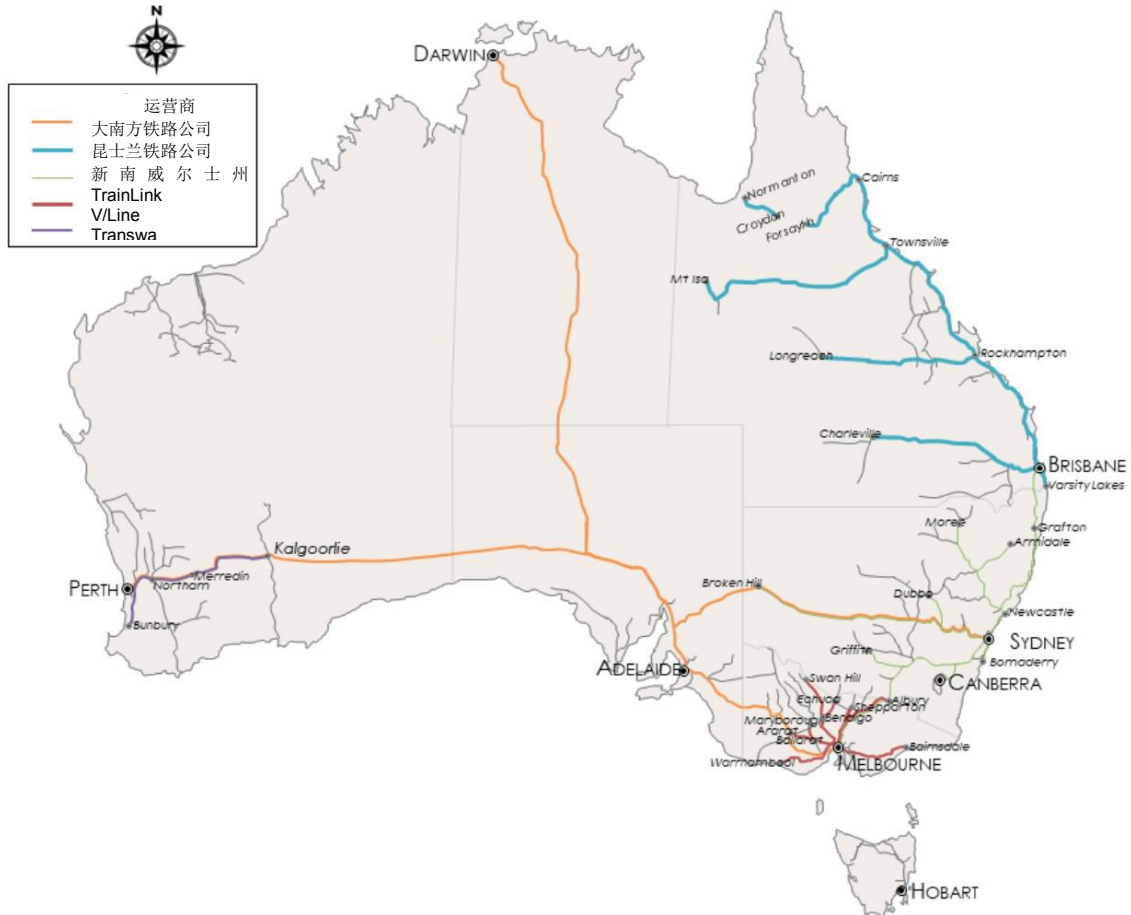 N
DARWIN
运营商
大南方铁路公司
昆士兰铁路公司
新南威尔士州
TrainLink
V/Line
Transwa
Normanton
Cairns
Croydon
Forsayth
Townsville
Mt Isa
Longreach
Rockhampton
Charleville
BRISBANE
Varsity Lakes
Moree
Grafton
Armidale
Kalgoorlie
Merredin
Northam
PERTH
Bunbury
Broken Hill
Dubbo
Newcastle
SYDNEY
Griffith
Bomaderry
ADELAIDE
CANBERRA
Swan Hill
Echuca
Albury
Shepparton
Maryborough
Bendigo
Ararat
Ballarat
Bairnsdale
Warrnambool
MELBOURNE
HOBART